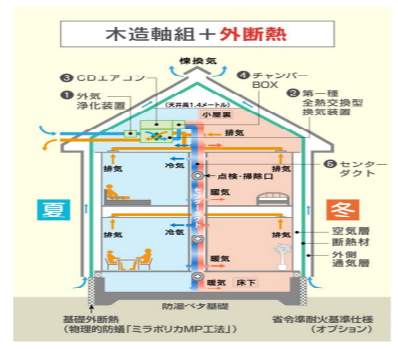 木造軸組＋外断熱
棟換気
❸CDエアコン
❹チャンバー
BOX
❶外気
浄化装置
(天井高1.4メートル)
小屋裏
❷第一種
全熱交換型
換気装置
排気
排気
冷気
❺センター
ダクト
点検・掃除口
暖気
排気
夏
冬
排気
冷気
排気
空気層
暖気
断熱材
外側
通気層
暖気
床下
防湿ベタ基礎
基礎外断熱
(物理的防蟻「ミラポリカMP工法」)
省令準耐火基準仕様
(オプション)